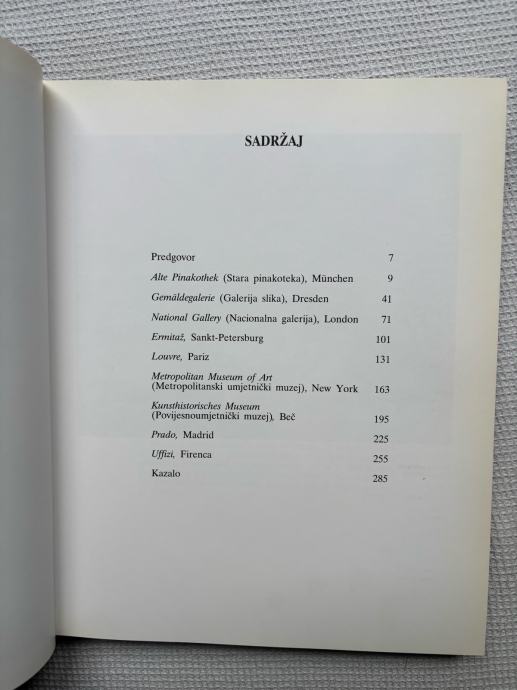 SADRŽAJ
Predgovor 7
Alte Pinakothek (Stara pinakoteka), München 9
Gemäldegalerie (Galerija slika), Dresden 41
National Gallery (Nacionalna galerija), London 71
Ermitaž, Sankt-Petersburg 101
Louvre, Pariz 131
Metropolitan Museum of Art
(Metropolitanski umjetnički muzej), New York 163
Kunsthistorisches Museum
(Povijesnoumjetnički muzej), Beč 195
Prado, Madrid 225
Uffizi, Firenca 255
Kazalo 285